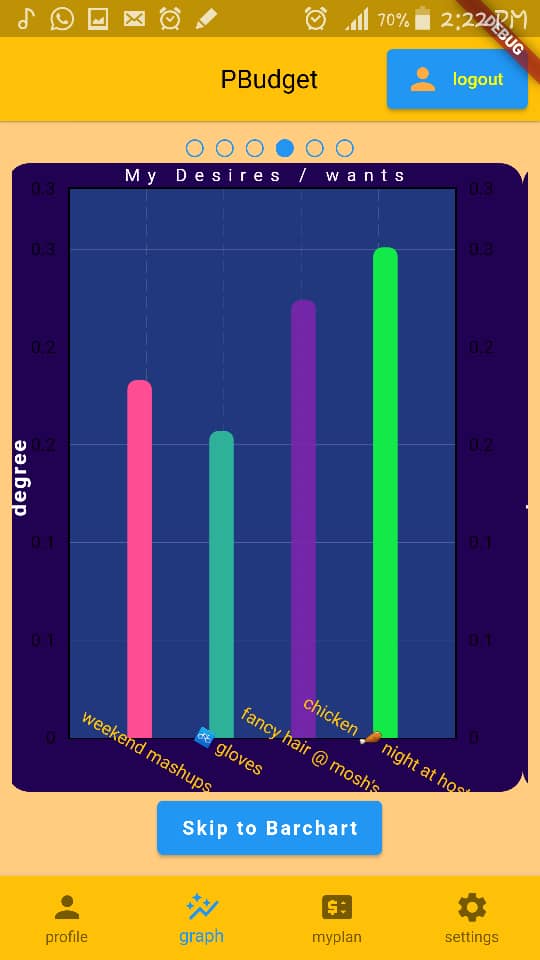 70% 2:22 PM
DEBUG
PBudget
logout
My Desires / wants
0.3 0.3
0.3 0.3
0.2 0.2
0.2 0.2
0.1 0.1
0.1 0.1
0 0
degree
weekend mashups
gloves
fancy hair @ mosh's
chicken 🍗 night at host
Skip to Barchart
profile
graph
myplan
settings